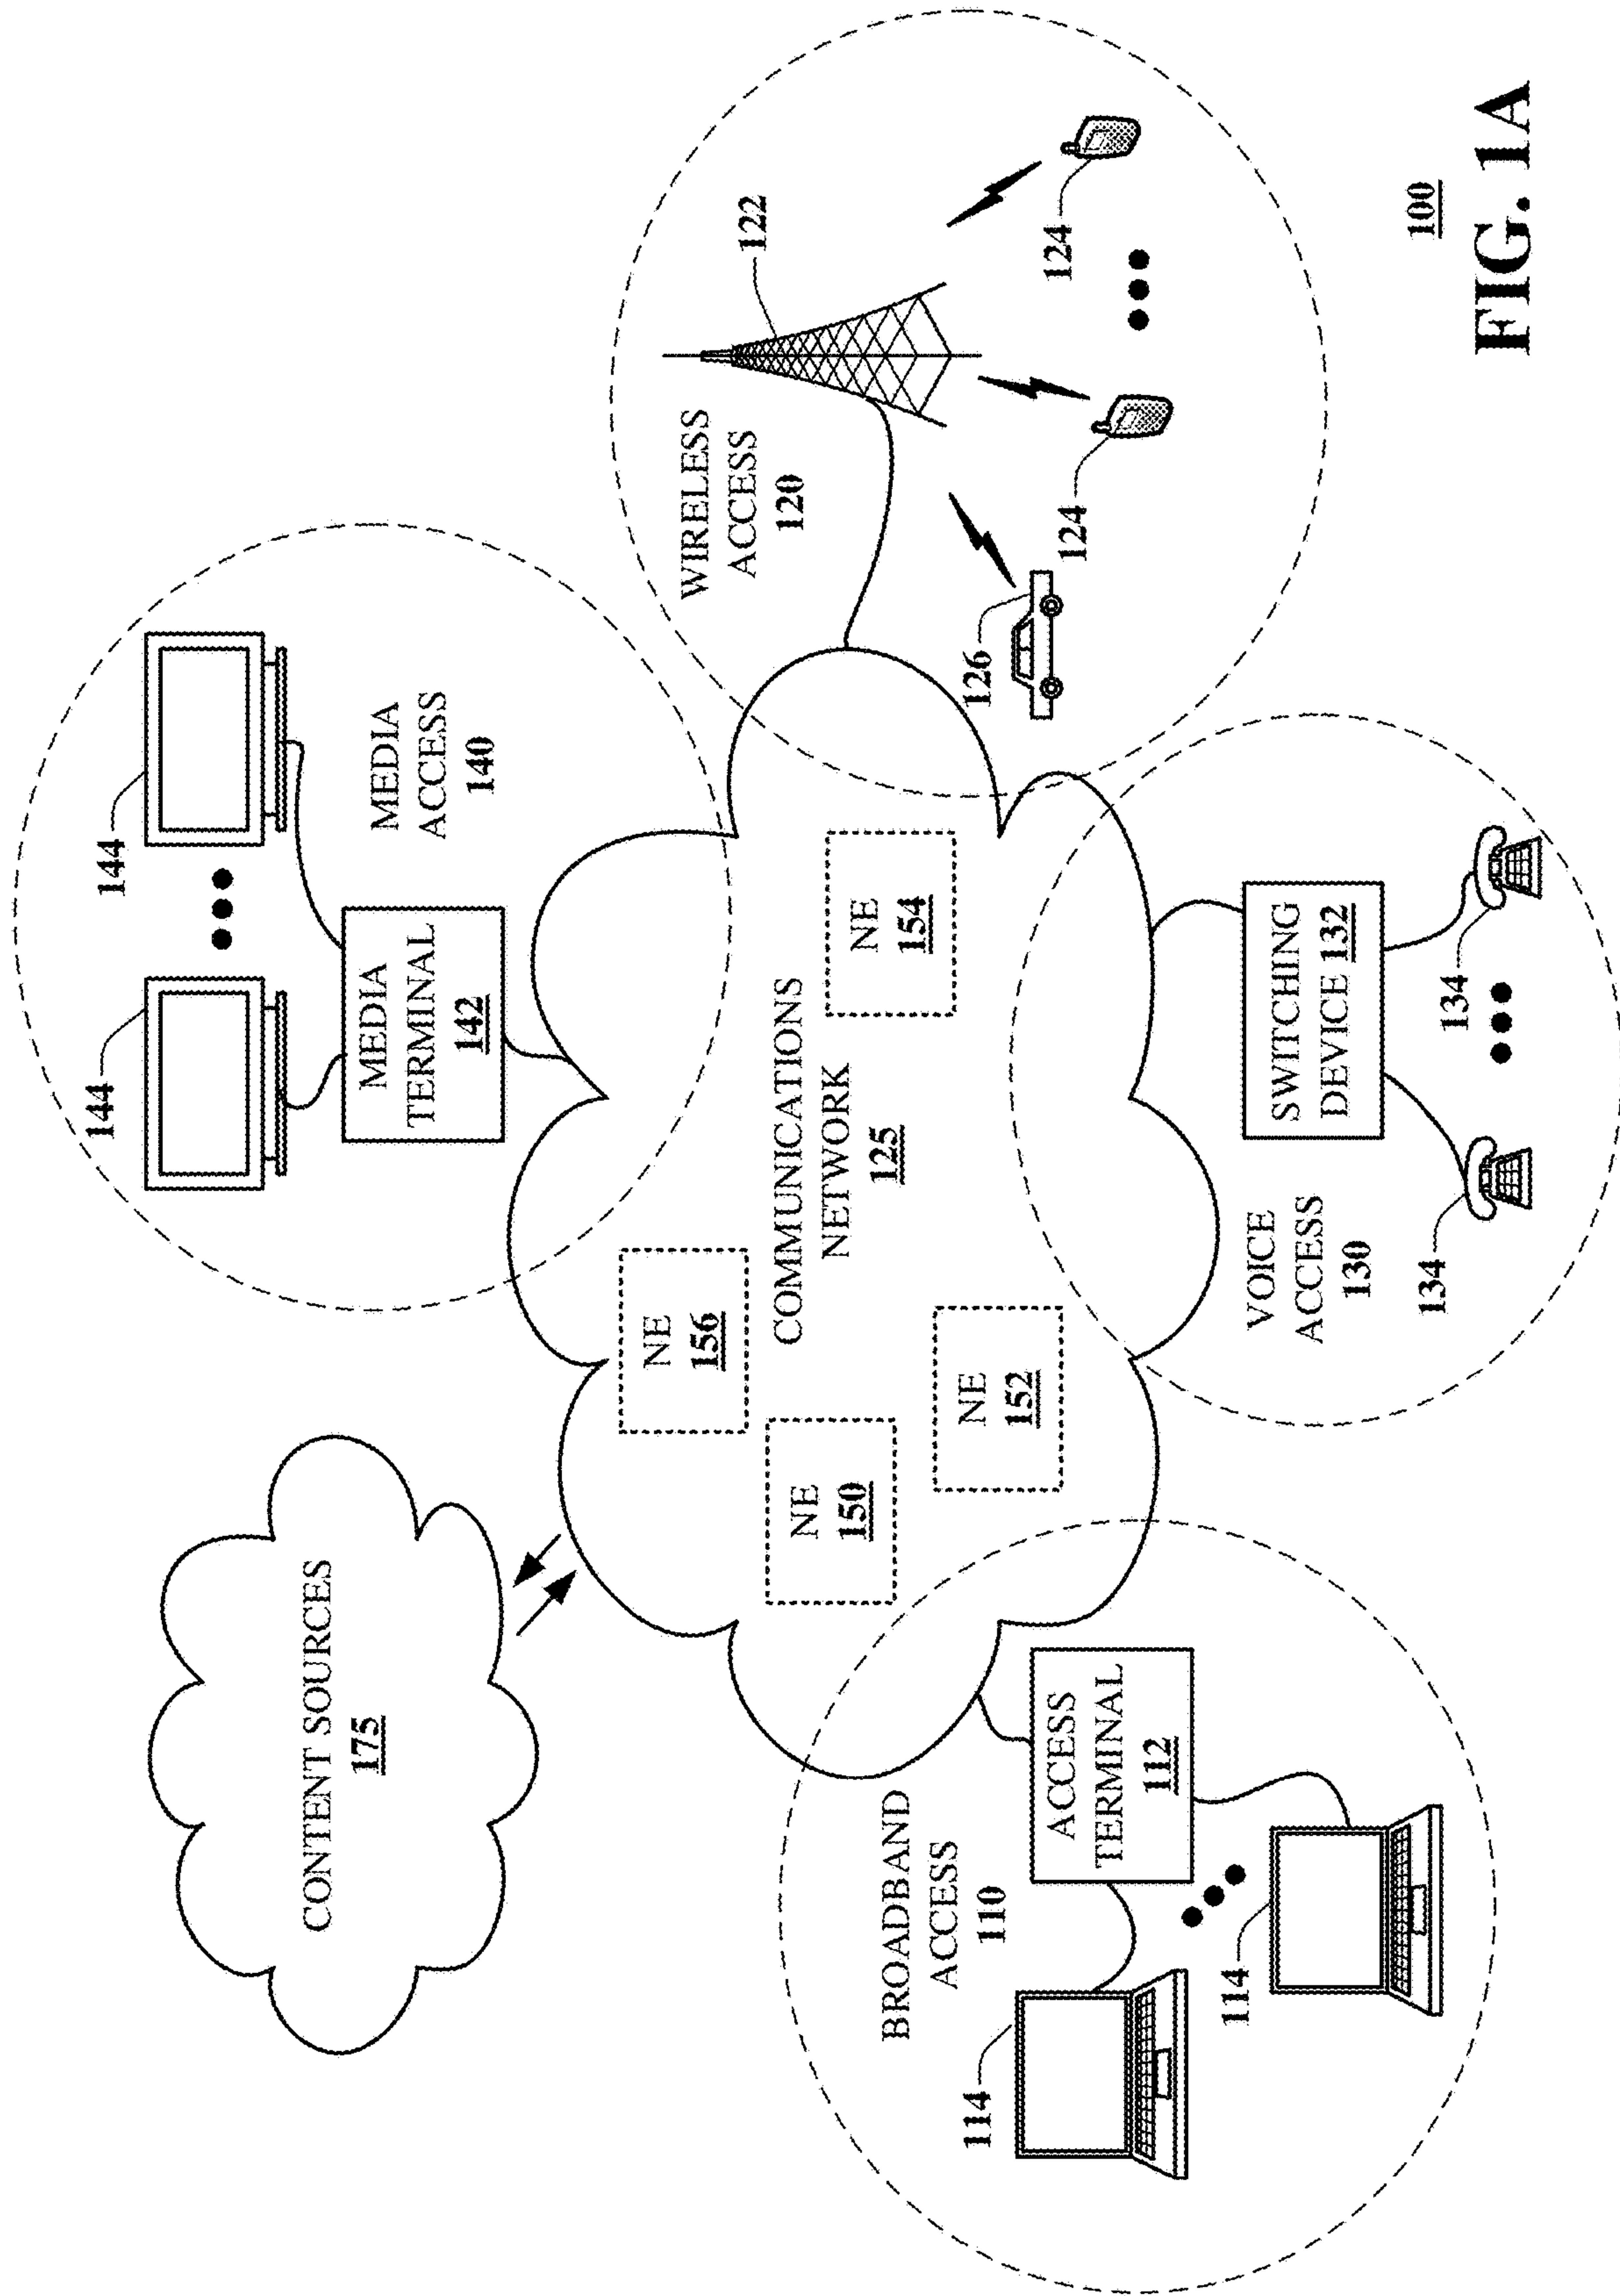 CONTENT SOURCES
175
144
144
MEDIA
TERMINAL
142
MEDIA
ACCESS
140
NE
156
NE
150
NE
152
COMMUNICATIONS
NETWORK
125
NE
154
WIRELESS
ACCESS
120
122
126
124
124
BROADBAND
ACCESS
110
ACCESS
TERMINAL
112
114
114
VOICE
ACCESS
130
SWITCHING
DEVICE 132
134
134
100
FIG. 1A